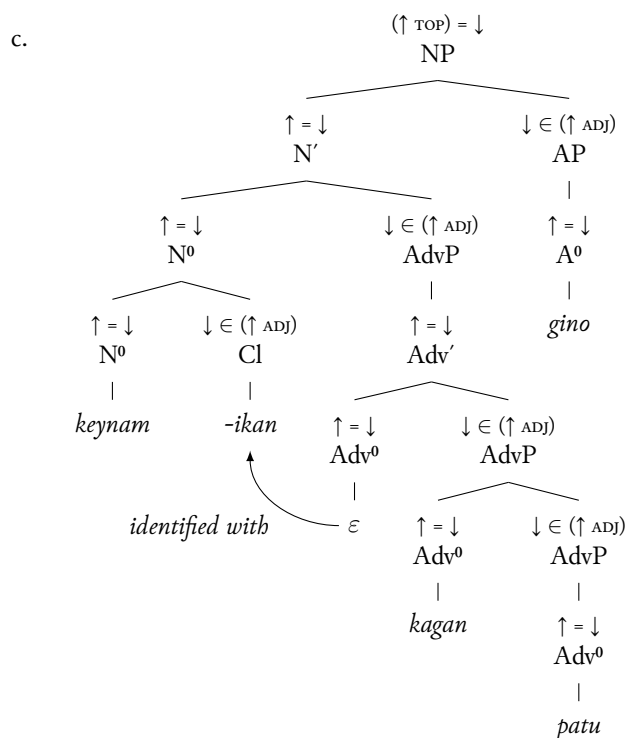 c.
(↑ TOP) = ↓
NP
↑ = ↓ ↓ ∈ (↑ ADJ)
N′ AP
↑ = ↓ ↓ ∈ (↑ ADJ) ↑ = ↓
N⁰ AdvP A⁰
↑ = ↓ ↓ ∈ (↑ ADJ) ↑ = ↓ gino
N⁰ Cl Adv′
keynam -ikan ↑ = ↓ ↓ ∈ (↑ ADJ)
Adv⁰ AdvP
identified with ε ↑ = ↓ ↓ ∈ (↑ ADJ)
Adv⁰ AdvP
kagan ↑ = ↓
Adv⁰
patu